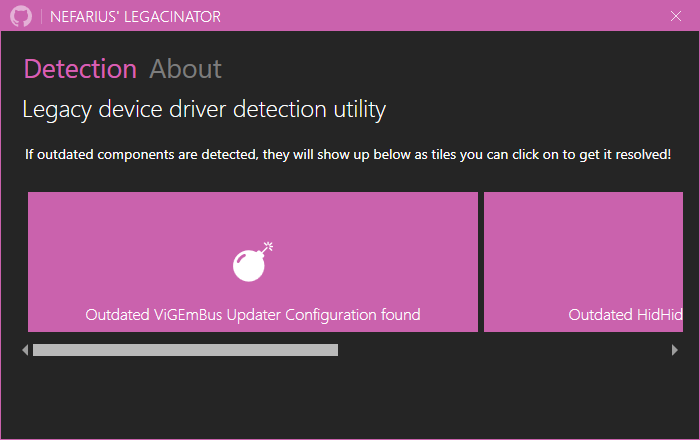 NEFARIUS' LEGACINATOR
Detection About
Legacy device driver detection utility
If outdated components are detected, they will show up below as tiles you can click on to get it resolved!
Outdated ViGEmBus Updater Configuration found
Outdated HidHid